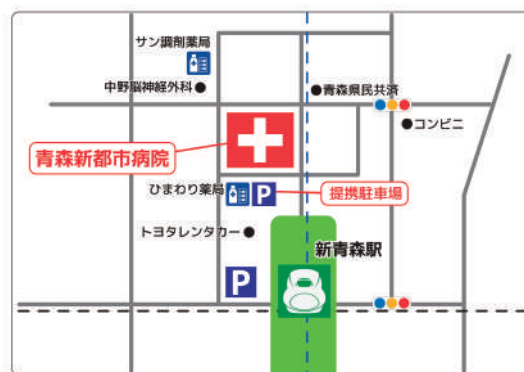 サン調剤薬局
中野脳神経外科
青森県民共済
コンビニ
青森新都市病院
ひまわり薬局
P
提携駐車場
トヨタレンタカー
新青森駅
P